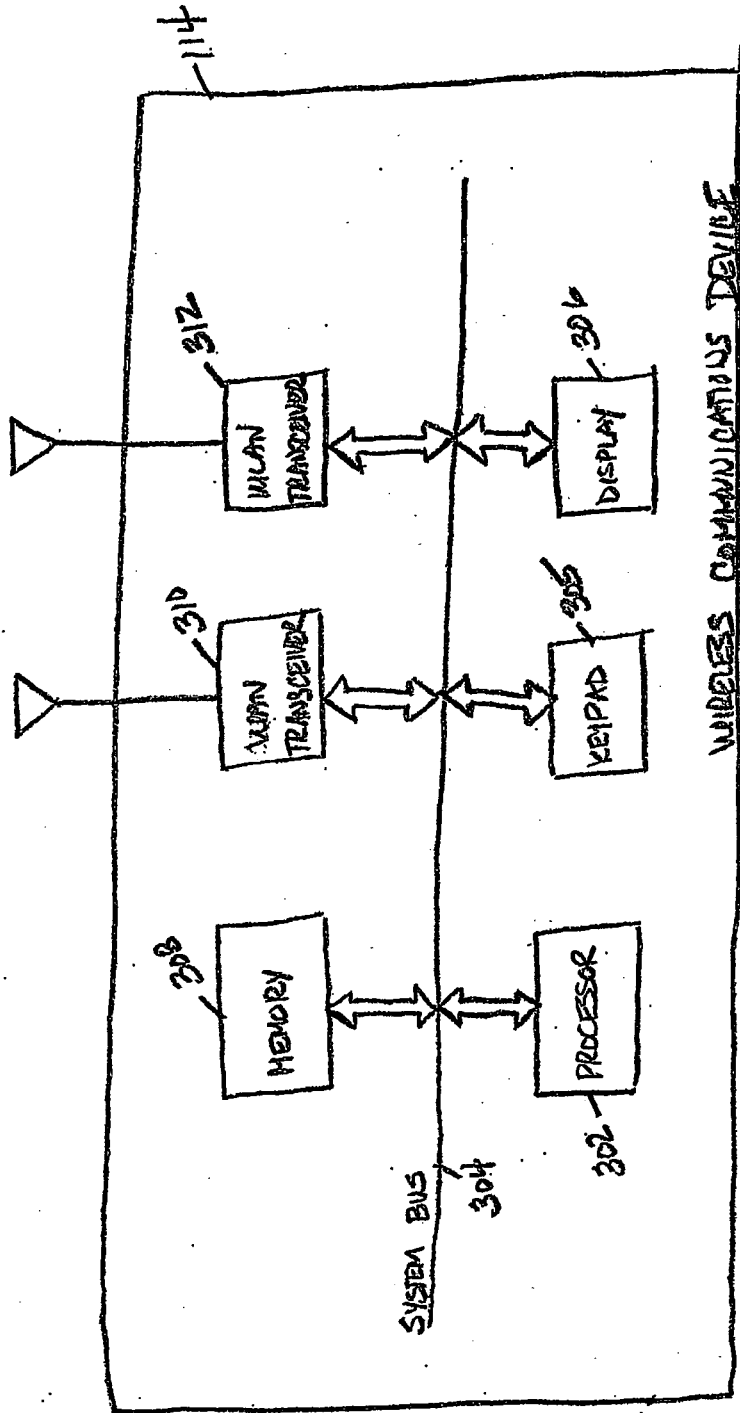 114
308
MEMORY
310
TRANSCEIVER
312
WLAN
TRANSCEIVER
SYSTEM BUS
304
302
PROCESSOR
305
KEYPAD
306
DISPLAY
WIRELESS COMMUNICATIONS DEVICE